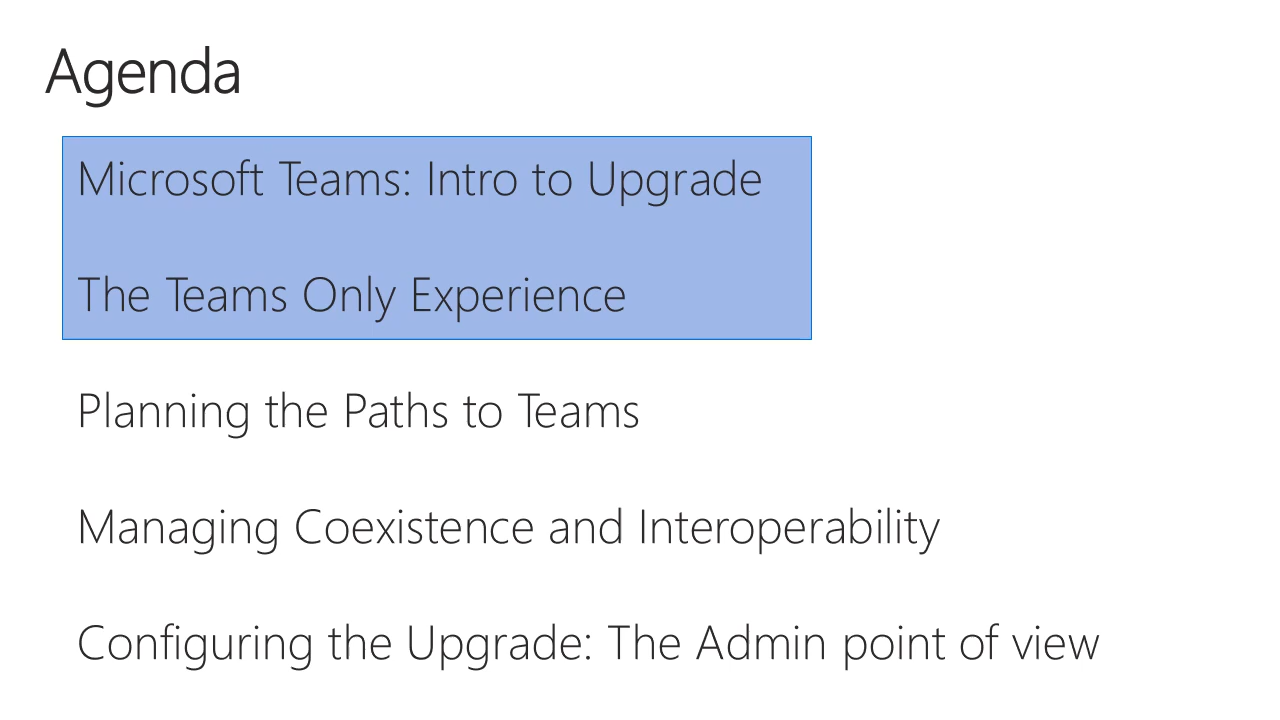 Agenda
Microsoft Teams: Intro to Upgrade
The Teams Only Experience
Planning the Paths to Teams
Managing Coexistence and Interoperability
Configuring the Upgrade: The Admin point of view